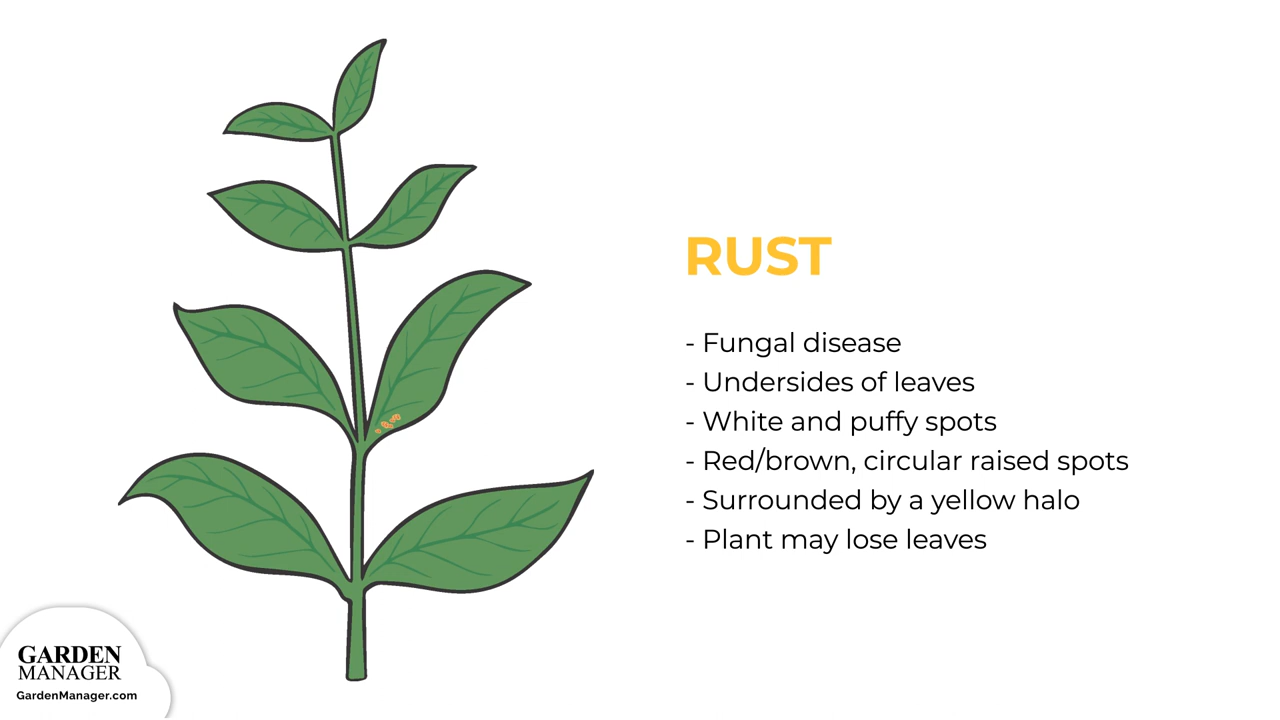 RUST
- Fungal disease
- Undersides of leaves
- White and puffy spots
- Red/brown, circular raised spots
- Surrounded by a yellow halo
- Plant may lose leaves
GARDEN
MANAGER
GardenManager.com